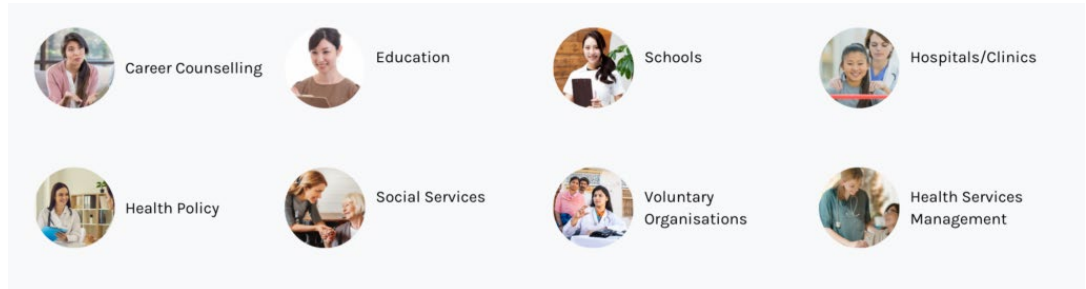 Career Counselling
Education
Schools
Hospitals/Clinics
Health Policy
Social Services
Voluntary
Organisations
Health Services
Management